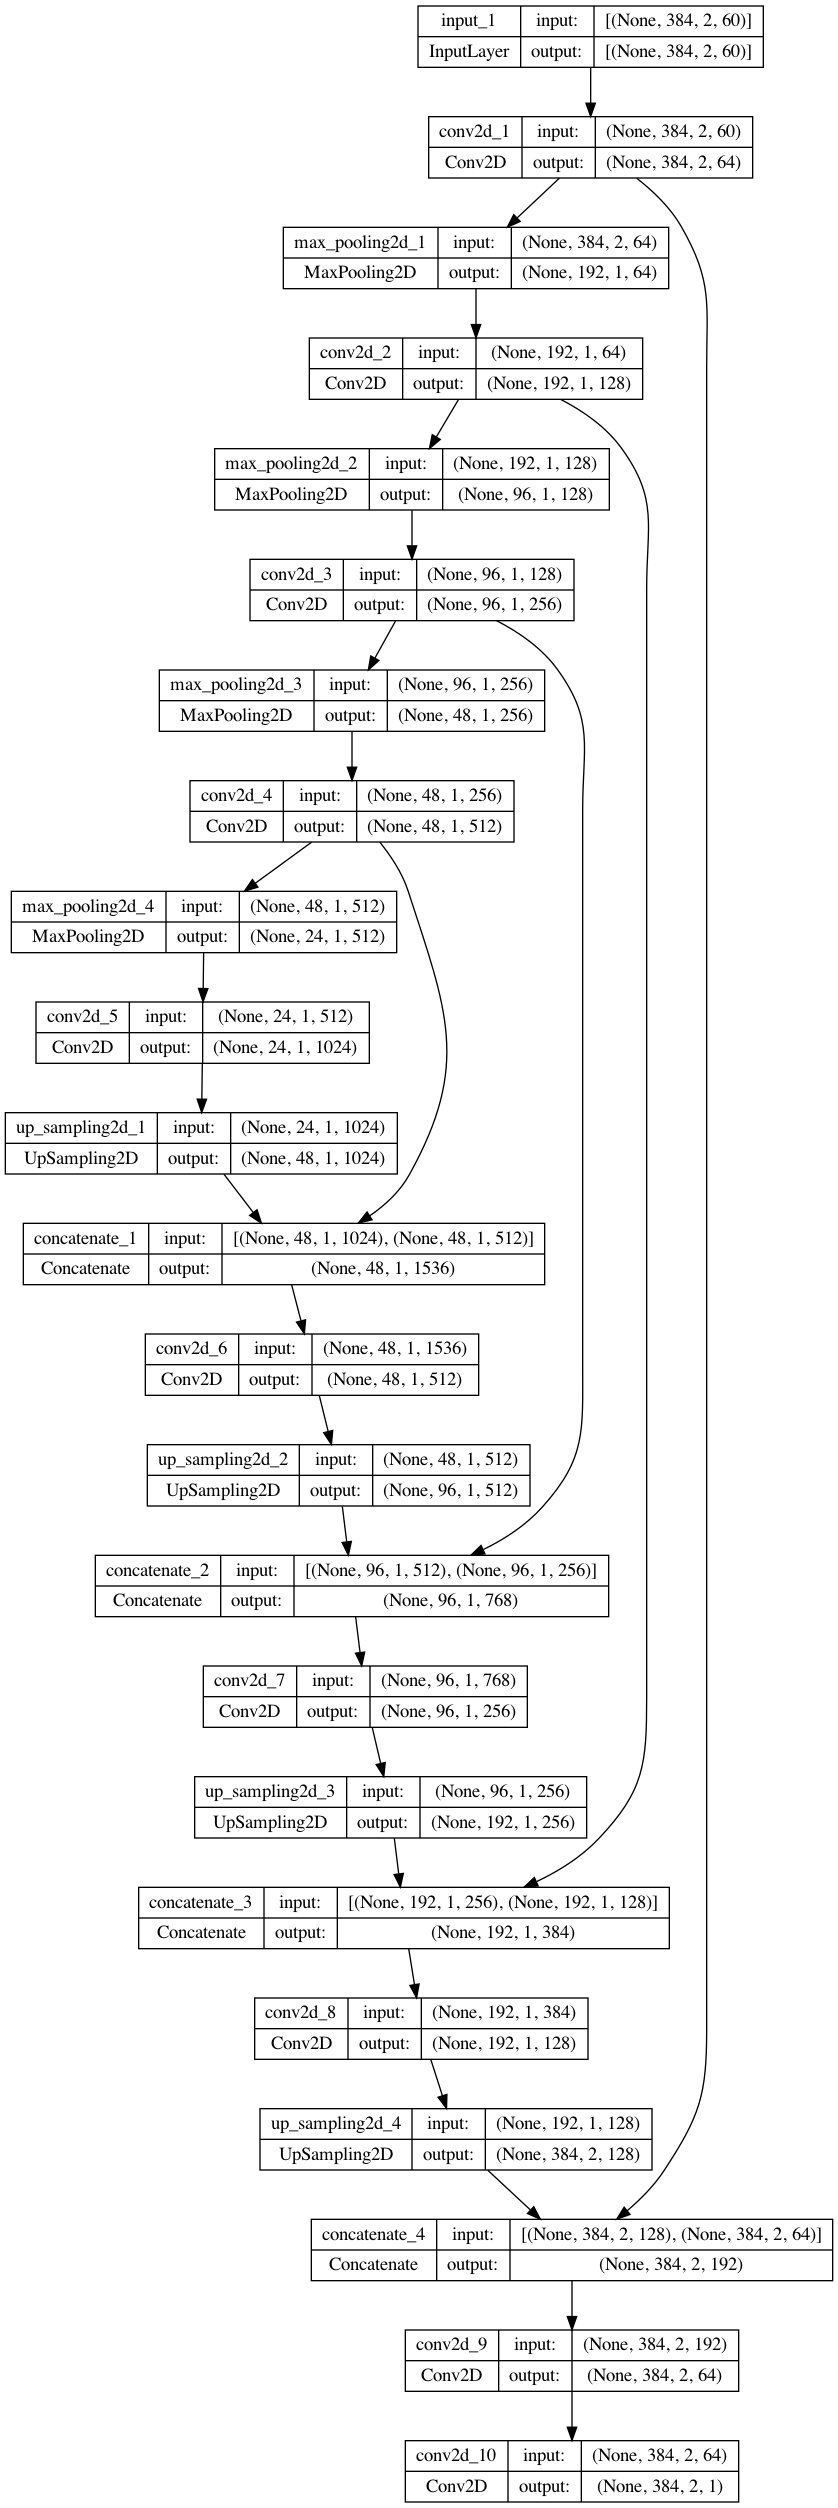 input_1 input: [(None, 384, 2, 60)]
InputLayer output: [(None, 384, 2, 60)]
conv2d_1 input: (None, 384, 2, 60)
Conv2D output: (None, 384, 2, 64)
max_pooling2d_1 input: (None, 384, 2, 64)
MaxPooling2D output: (None, 192, 1, 64)
conv2d_2 input: (None, 192, 1, 64)
Conv2D output: (None, 192, 1, 128)
max_pooling2d_2 input: (None, 192, 1, 128)
MaxPooling2D output: (None, 96, 1, 128)
conv2d_3 input: (None, 96, 1, 128)
Conv2D output: (None, 96, 1, 256)
max_pooling2d_3 input: (None, 96, 1, 256)
MaxPooling2D output: (None, 48, 1, 256)
conv2d_4 input: (None, 48, 1, 256)
Conv2D output: (None, 48, 1, 512)
max_pooling2d_4 input: (None, 48, 1, 512)
MaxPooling2D output: (None, 24, 1, 512)
conv2d_5 input: (None, 24, 1, 512)
Conv2D output: (None, 24, 1, 1024)
up_sampling2d_1 input: (None, 24, 1, 1024)
UpSampling2D output: (None, 48, 1, 1024)
concatenate_1 input: [(None, 48, 1, 1024), (None, 48, 1, 512)]
Concatenate output: (None, 48, 1, 1536)
conv2d_6 input: (None, 48, 1, 1536)
Conv2D output: (None, 48, 1, 512)
up_sampling2d_2 input: (None, 48, 1, 512)
UpSampling2D output: (None, 96, 1, 512)
concatenate_2 input: [(None, 96, 1, 512), (None, 96, 1, 256)]
Concatenate output: (None, 96, 1, 768)
conv2d_7 input: (None, 96, 1, 768)
Conv2D output: (None, 96, 1, 256)
up_sampling2d_3 input: (None, 96, 1, 256)
UpSampling2D output: (None, 192, 1, 256)
concatenate_3 input: [(None, 192, 1, 256), (None, 192, 1, 128)]
Concatenate output: (None, 192, 1, 384)
conv2d_8 input: (None, 192, 1, 384)
Conv2D output: (None, 192, 1, 128)
up_sampling2d_4 input: (None, 192, 1, 128)
UpSampling2D output: (None, 384, 2, 128)
concatenate_4 input: [(None, 384, 2, 128), (None, 384, 2, 64)]
Concatenate output: (None, 384, 2, 192)
conv2d_9 input: (None, 384, 2, 192)
Conv2D output: (None, 384, 2, 64)
conv2d_10 input: (None, 384, 2, 64)
Conv2D output: (None, 384, 2, 1)